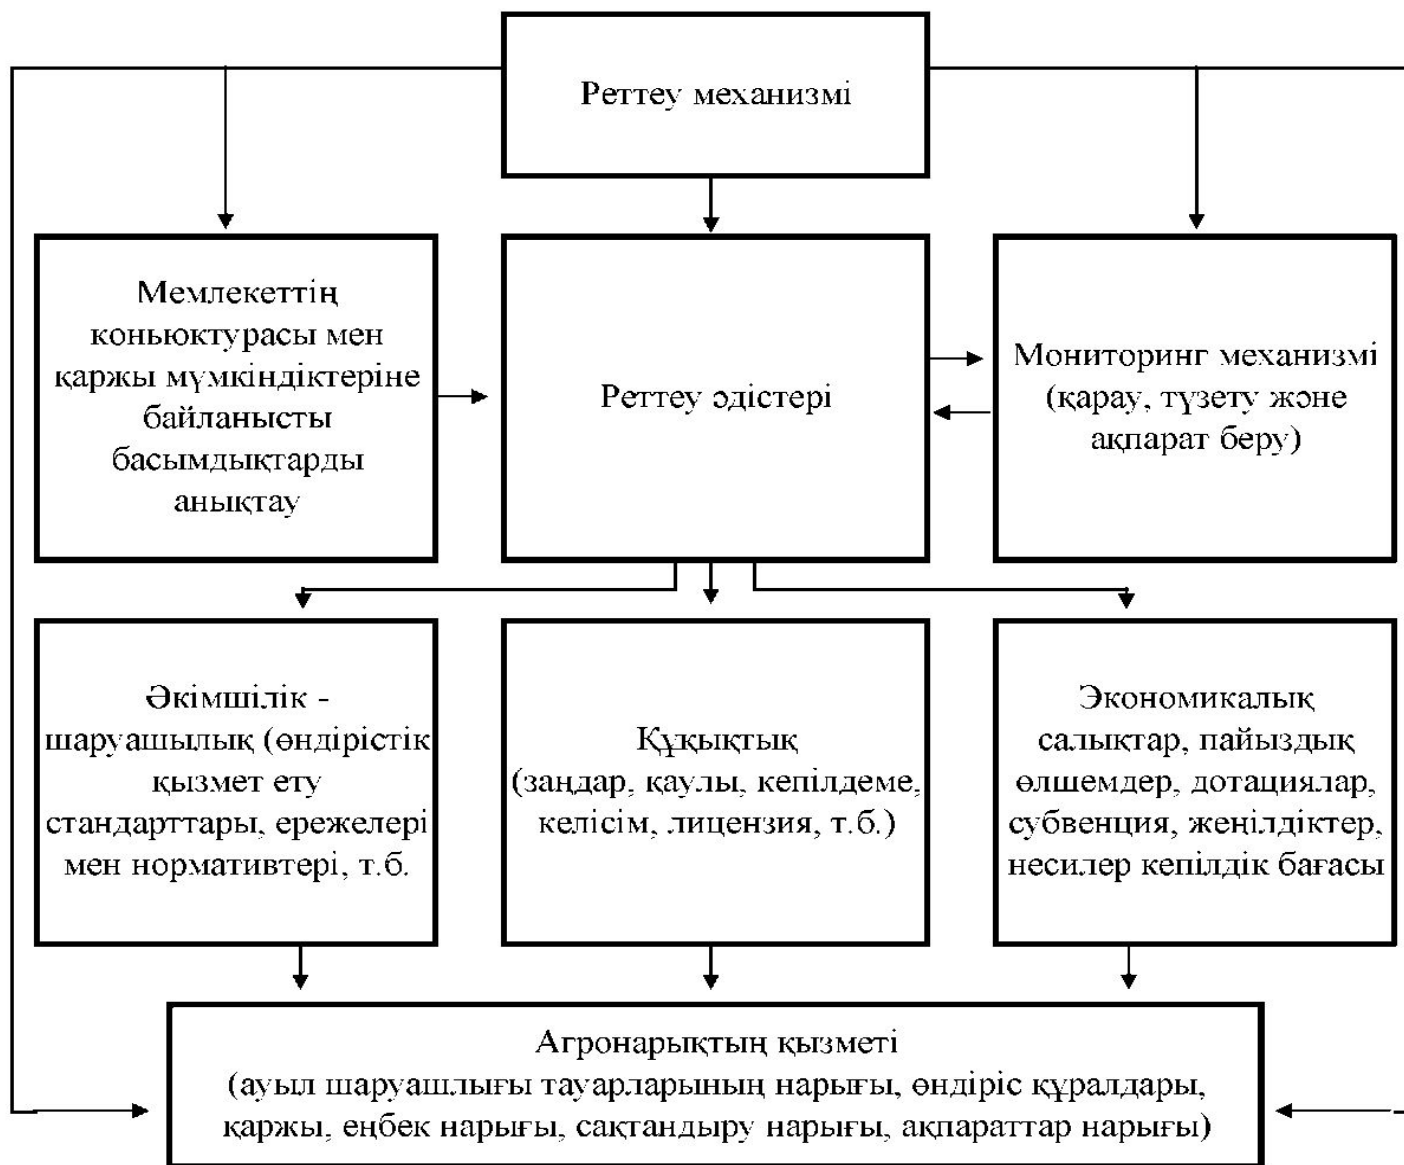 Реттеу механизмі
Мемлекеттің
коньюктурасы мен
қаржы мүмкіндіктеріне
байланысты
басымдықтарды
анықтау
Реттеу әдістері
Мониторинг механизмі
(қарау, түзету және
ақпарат беру)
Әкімшілік -
шаруашылық (өндірістік
қызмет ету
стандарттары, ережелері
мен нормативтері, т.б.
Құқықтық
(заңдар, қаулы, кепілдеме,
келісім, лицензия, т.б.)
Экономикалық
салықтар, пайыздық
өлшемдер, дотациялар,
субвенция, жеңілдіктер,
несилер кепілдік бағасы
Агронарықтың қызметі
(ауыл шаруашлығы тауарларының нарығы, өндіріс құралдары,
қаржы, еңбек нарығы, сақтандыру нарығы, ақпараттар нарығы)